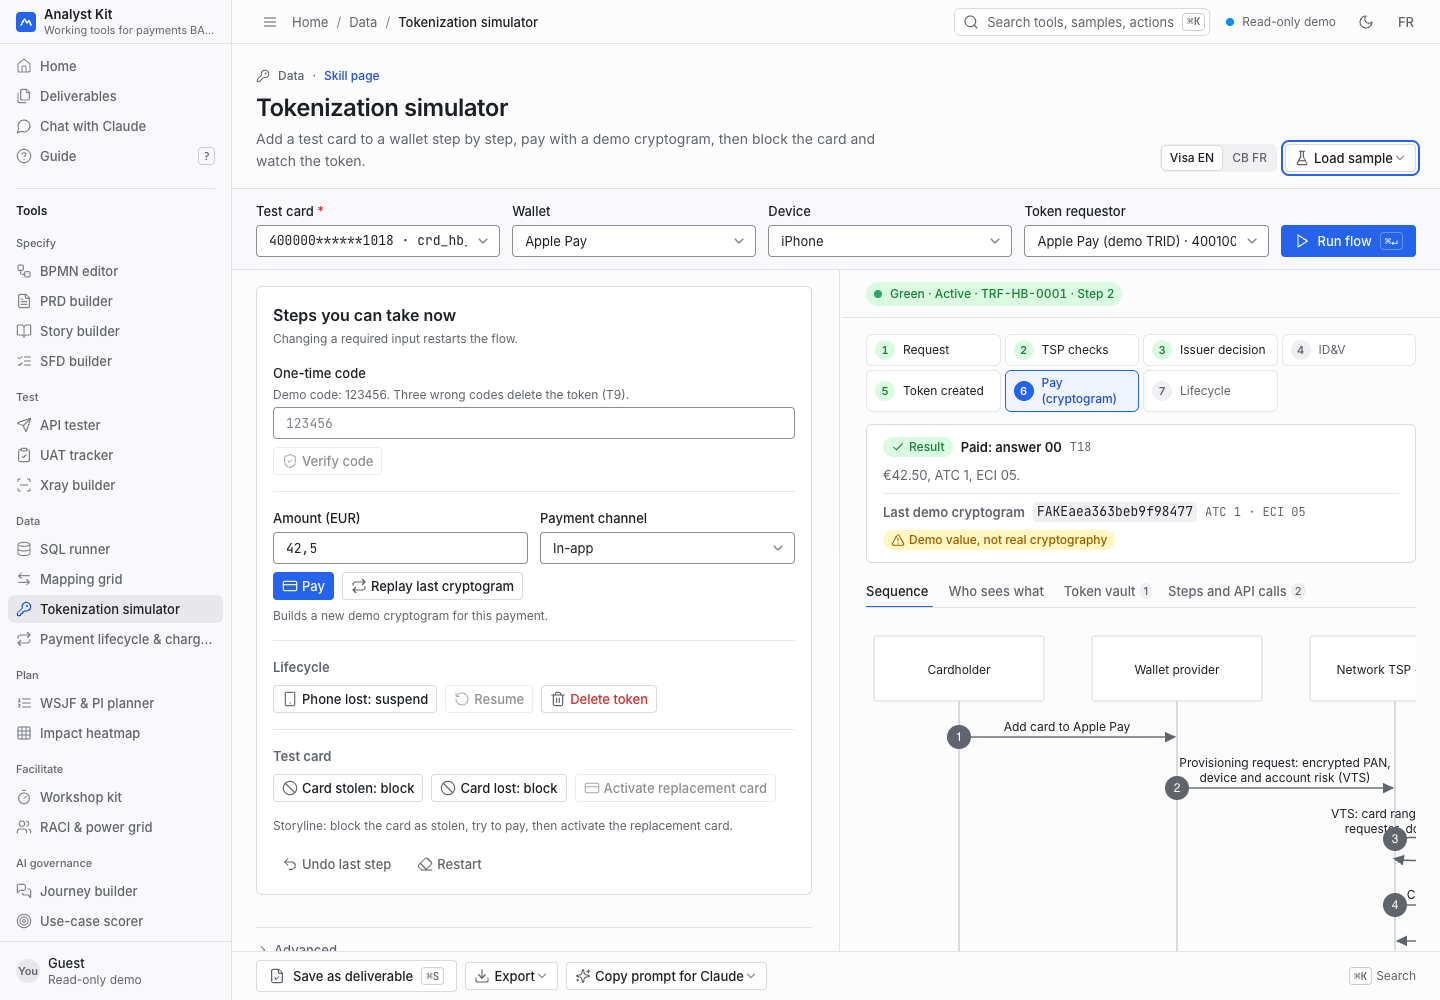 Analyst Kit
Working tools for payments BA...
Home
Deliverables
Chat with Claude
Guide
?
Tools
Specify
BPMN editor
PRD builder
Story builder
SFD builder
Test
API tester
UAT tracker
Xray builder
Data
SQL runner
Mapping grid
Tokenization simulator
Payment lifecycle & charg...
Plan
WSJF & PI planner
Impact heatmap
Facilitate
Workshop kit
RACI & power grid
AI governance
Journey builder
Use-case scorer
You
Guest
Read-only demo
Home / Data / Tokenization simulator
Search tools, samples, actions ⌘K
Read-only demo
FR
Data · Skill page
Tokenization simulator
Add a test card to a wallet step by step, pay with a demo cryptogram, then block the card and
watch the token.
Visa EN
CB FR
Load sample
Test card *
400000******1018 · crd_hb_
Wallet
Apple Pay
Device
iPhone
Token requestor
Apple Pay (demo TRID) · 40010C
Run flow ⌘↵
Steps you can take now
Changing a required input restarts the flow.
One-time code
Demo code: 123456. Three wrong codes delete the token (T9).
123456
Verify code
Amount (EUR)
42,5
Payment channel
In-app
Pay
Replay last cryptogram
Builds a new demo cryptogram for this payment.
Lifecycle
Phone lost: suspend
Resume
Delete token
Test card
Card stolen: block
Card lost: block
Activate replacement card
Storyline: block the card as stolen, try to pay, then activate the replacement card.
Undo last step
Restart
Advanced
Green · Active · TRF-HB-0001 · Step 2
1 Request
2 TSP checks
3 Issuer decision
4 ID&V
5 Token created
6 Pay
(cryptogram)
7 Lifecycle
Result Paid: answer 00 T18
€42.50, ATC 1, ECI 05.
Last demo cryptogram FAKEaea363beb9f98477 ATC 1 · ECI 05
Demo value, not real cryptography
Sequence
Who sees what
Token vault 1
Steps and API calls 2
Cardholder
Wallet provider
Network TSP
1
Add card to Apple Pay
Provisioning request: encrypted PAN,
device and account risk (VTS)
2
VTS: card rang
3
4
C
Save as deliverable ⌘S
Export
Copy prompt for Claude
⌘K Search